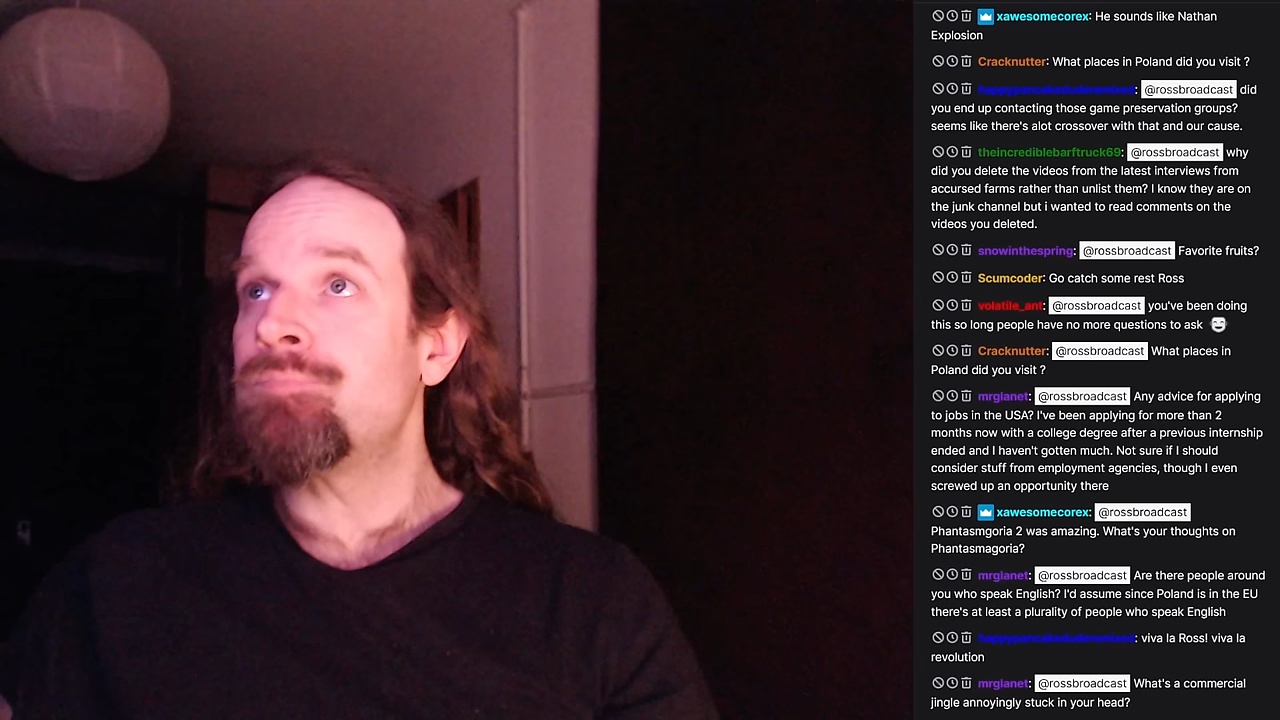 xawesomecorex: He sounds like Nathan
Explosion
Cracknutter: What places in Poland did you visit ?
@rossbroadcast did
you end up contacting those game preservation groups?
seems like there's alot crossover with that and our cause.
theincrediblebarftruck69: @rossbroadcast why
did you delete the videos from the latest interviews from
accursed farms rather than unlist them? I know they are on
the junk channel but i wanted to read comments on the
videos you deleted.
snowinthespring: @rossbroadcast Favorite fruits?
Scumcoder: Go catch some rest Ross
volatile_ant: @rossbroadcast you've been doing
this so long people have no more questions to ask
Cracknutter: @rossbroadcast What places in
Poland did you visit ?
mrglanet: @rossbroadcast Any advice for applying
to jobs in the USA? I've been applying for more than 2
months now with a college degree after a previous internship
ended and I haven't gotten much. Not sure if I should
consider stuff from employment agencies, though I even
screwed up an opportunity there
xawesomecorex: @rossbroadcast
Phantasmgoria 2 was amazing. What's your thoughts on
Phantasmagoria?
mrglanet: @rossbroadcast Are there people around
you who speak English? I'd assume since Poland is in the EU
there's at least a plurality of people who speak English
: viva la Ross! viva la
revolution
mrglanet: @rossbroadcast What's a commercial
jingle annoyingly stuck in your head?